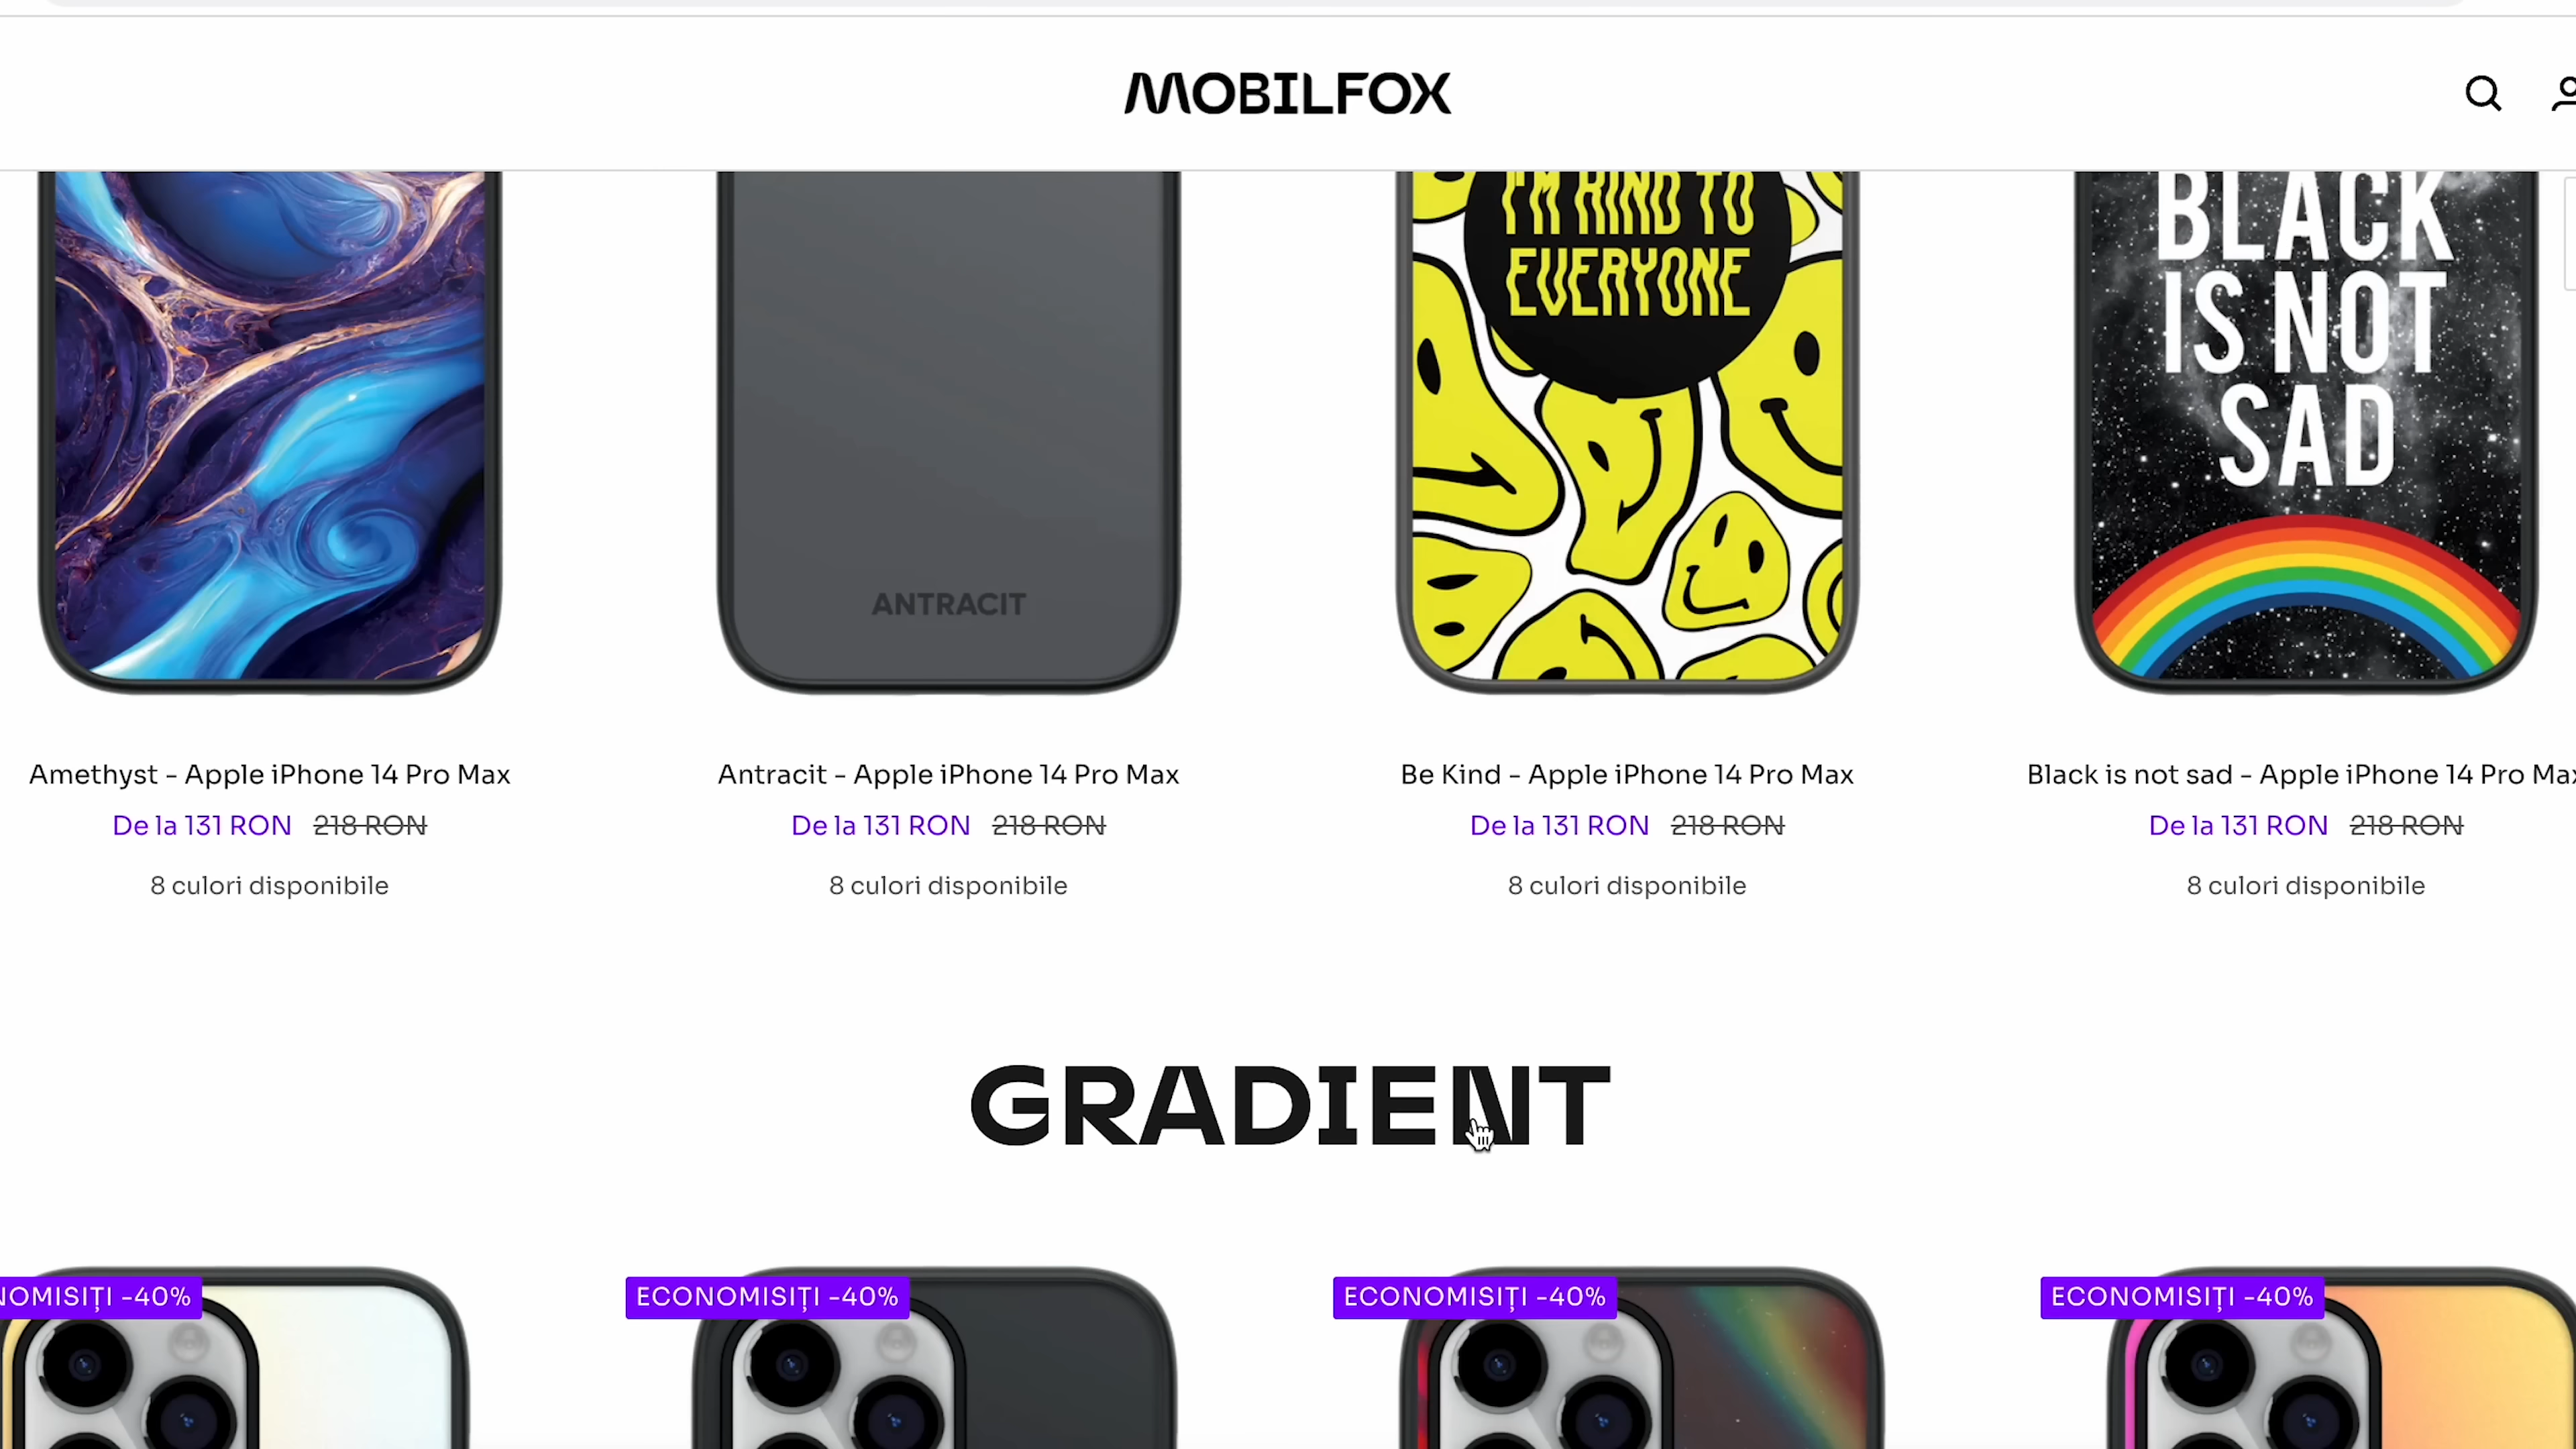 MOBILFOX
I'M KIND TO
EVERYONE
BLACK
IS NOT
SAD
ANTRACIT
Amethyst - Apple iPhone 14 Pro Max
De la 131 RON 218 RON
8 culori disponibile
Antracit - Apple iPhone 14 Pro Max
De la 131 RON 218 RON
8 culori disponibile
Be Kind - Apple iPhone 14 Pro Max
De la 131 RON 218 RON
8 culori disponibile
Black is not sad - Apple iPhone 14 Pro Max
De la 131 RON 218 RON
8 culori disponibile
GRADIENT
NOMISIȚI -40%
ECONOMISIȚI -40%
ECONOMISIȚI -40%
ECONOMISIȚI -40%